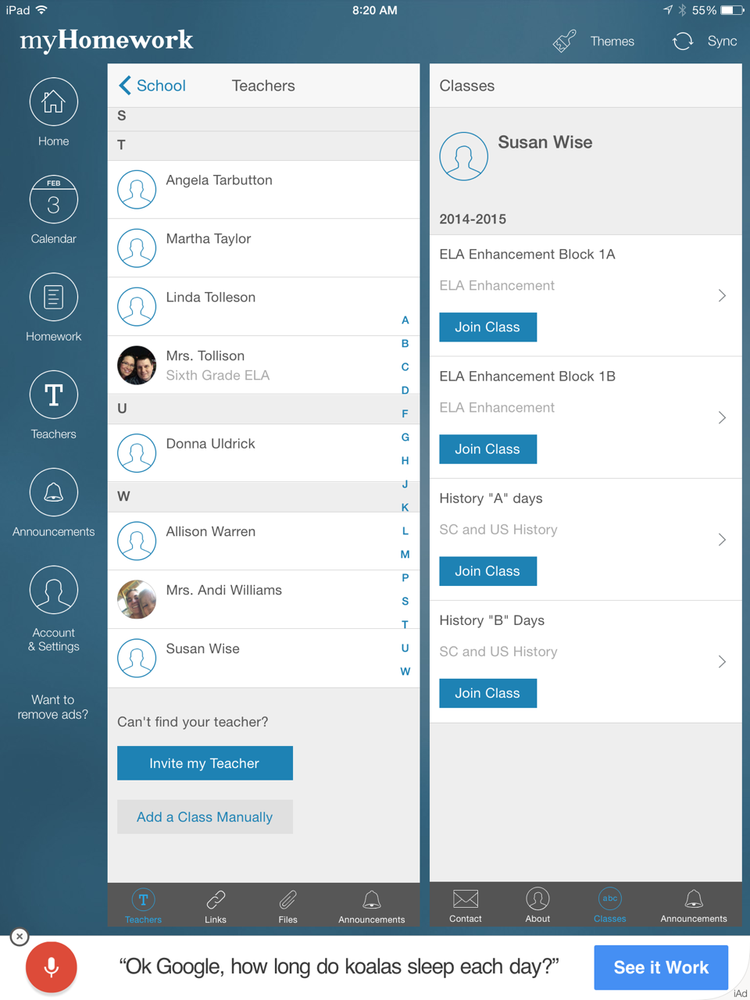 iPad
8:20 AM
55%
myHomework
Themes
Sync
Home
FEB
3
Calendar
Homework
T
Teachers
Announcements
Account
& Settings
Want to
remove ads?
School
Teachers
S
T
Angela Tarbutton
Martha Taylor
Linda Tolleson
Mrs. Tollison
Sixth Grade ELA
U
Donna Uldrick
W
Allison Warren
Mrs. Andi Williams
Susan Wise
A
B
C
D
F
G
H
J
K
L
M
P
S
T
U
W
Can't find your teacher?
Invite my Teacher
Add a Class Manually
T
Teachers
Links
Files
Announcements
Classes
Susan Wise
2014-2015
ELA Enhancement Block 1A
ELA Enhancement
Join Class
ELA Enhancement Block 1B
ELA Enhancement
Join Class
History "A" days
SC and US History
Join Class
History "B" Days
SC and US History
Join Class
Contact
About
abc
Classes
Announcements
“Ok Google, how long do koalas sleep each day?”
See it Work
iAd